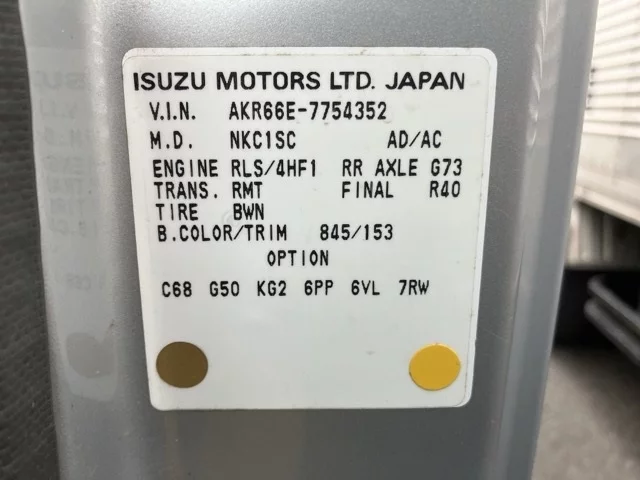 ISUZU MOTORS LTD. JAPAN
V.I.N. AKR66E-7754352
M.D. NKC1SC AD/AC
ENGINE RLS/4HF1 RR AXLE G73
TRANS. RMT FINAL R40
TIRE BWN
B.COLOR/TRIM 845/153
OPTION
C68 G50 KG2 6PP 6VL 7RW